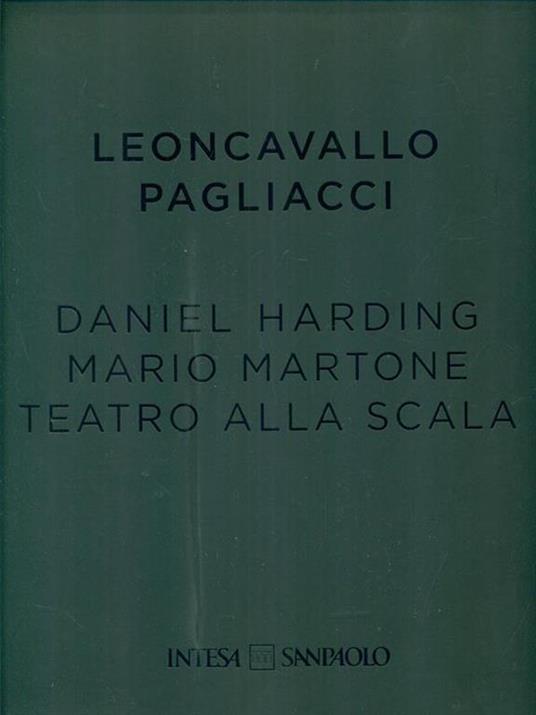 LEONCAVALLO
PAGLIACCI
DANIEL HARDING
MARIO MARTONE
TEATRO ALLA SCALA
INTESA SANPAOLO